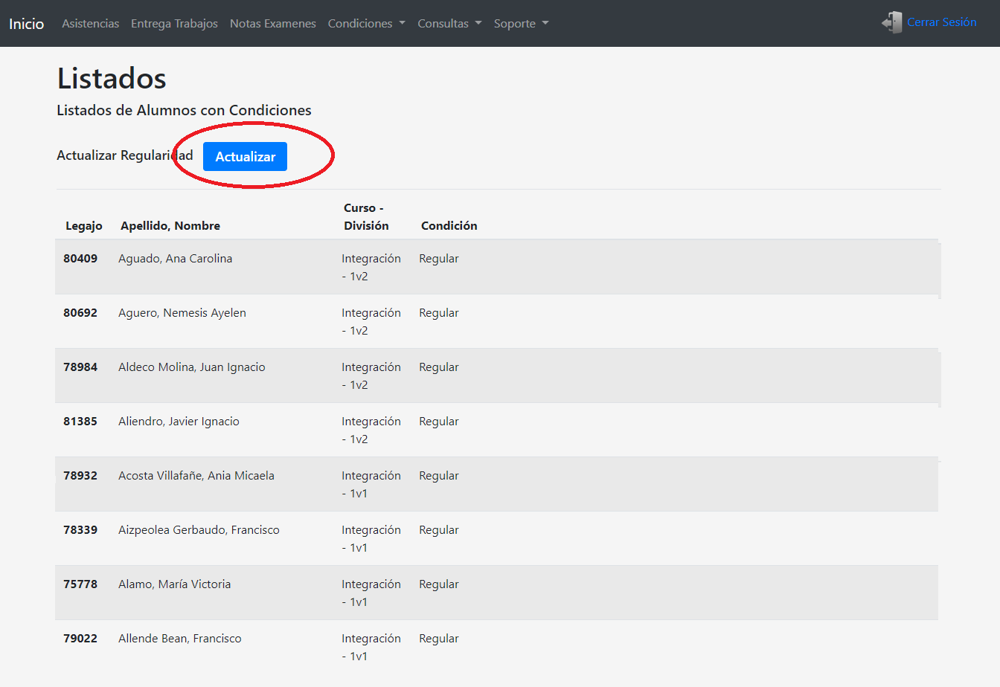 Inicio Asistencias Entrega Trabajos Notas Examenes Condiciones Consultas Soporte Cerrar Sesión
Listados
Listados de Alumnos con Condiciones
Actualizar Regularidad Actualizar
Curso -
Legajo Apellido, Nombre División Condición
80409 Aguado, Ana Carolina Integración Regular
- 1v2
80692 Aguero, Nemesis Ayelen Integración Regular
- 1v2
78984 Aldeco Molina, Juan Ignacio Integración Regular
- 1v2
81385 Aliendro, Javier Ignacio Integración Regular
- 1v2
78932 Acosta Villafañe, Ania Micaela Integración Regular
- 1v1
78339 Aizpeolea Gerbaudo, Francisco Integración Regular
- 1v1
75778 Alamo, María Victoria Integración Regular
- 1v1
79022 Allende Bean, Francisco Integración Regular
- 1v1